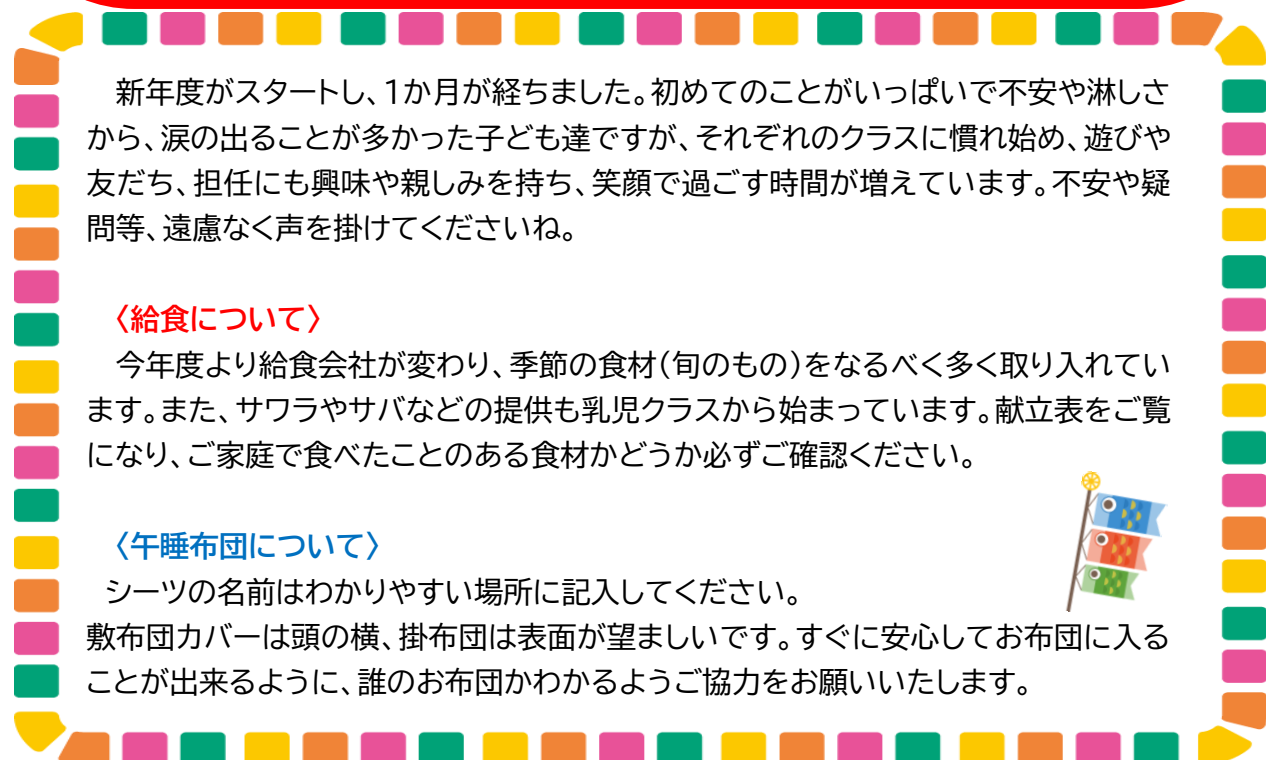 新年度がスタートし、1か月が経ちました。初めてのことがいっぱいで不安や淋しさ
から、涙の出ることが多かった子ども達ですが、それぞれのクラスに慣れ始め、遊びや
友だち、担任にも興味や親しみを持ち、笑顔で過ごす時間が増えています。不安や疑
問等、遠慮なく声を掛けてくださいね。
〈給食について〉
今年度より給食会社が変わり、季節の食材(旬のもの)をなるべく多く取り入れてい
ます。また、サワラやサバなどの提供も乳児クラスから始まっています。献立表をご覧
になり、ご家庭で食べたことのある食材かどうか必ずご確認ください。
〈午睡布団について〉
シーツの名前はわかりやすい場所に記入してください。
敷布団カバーは頭の横、掛布団は表面が望ましいです。すぐに安心してお布団に入る
ことが出来るように、誰のお布団かわかるようご協力をお願いいたします。